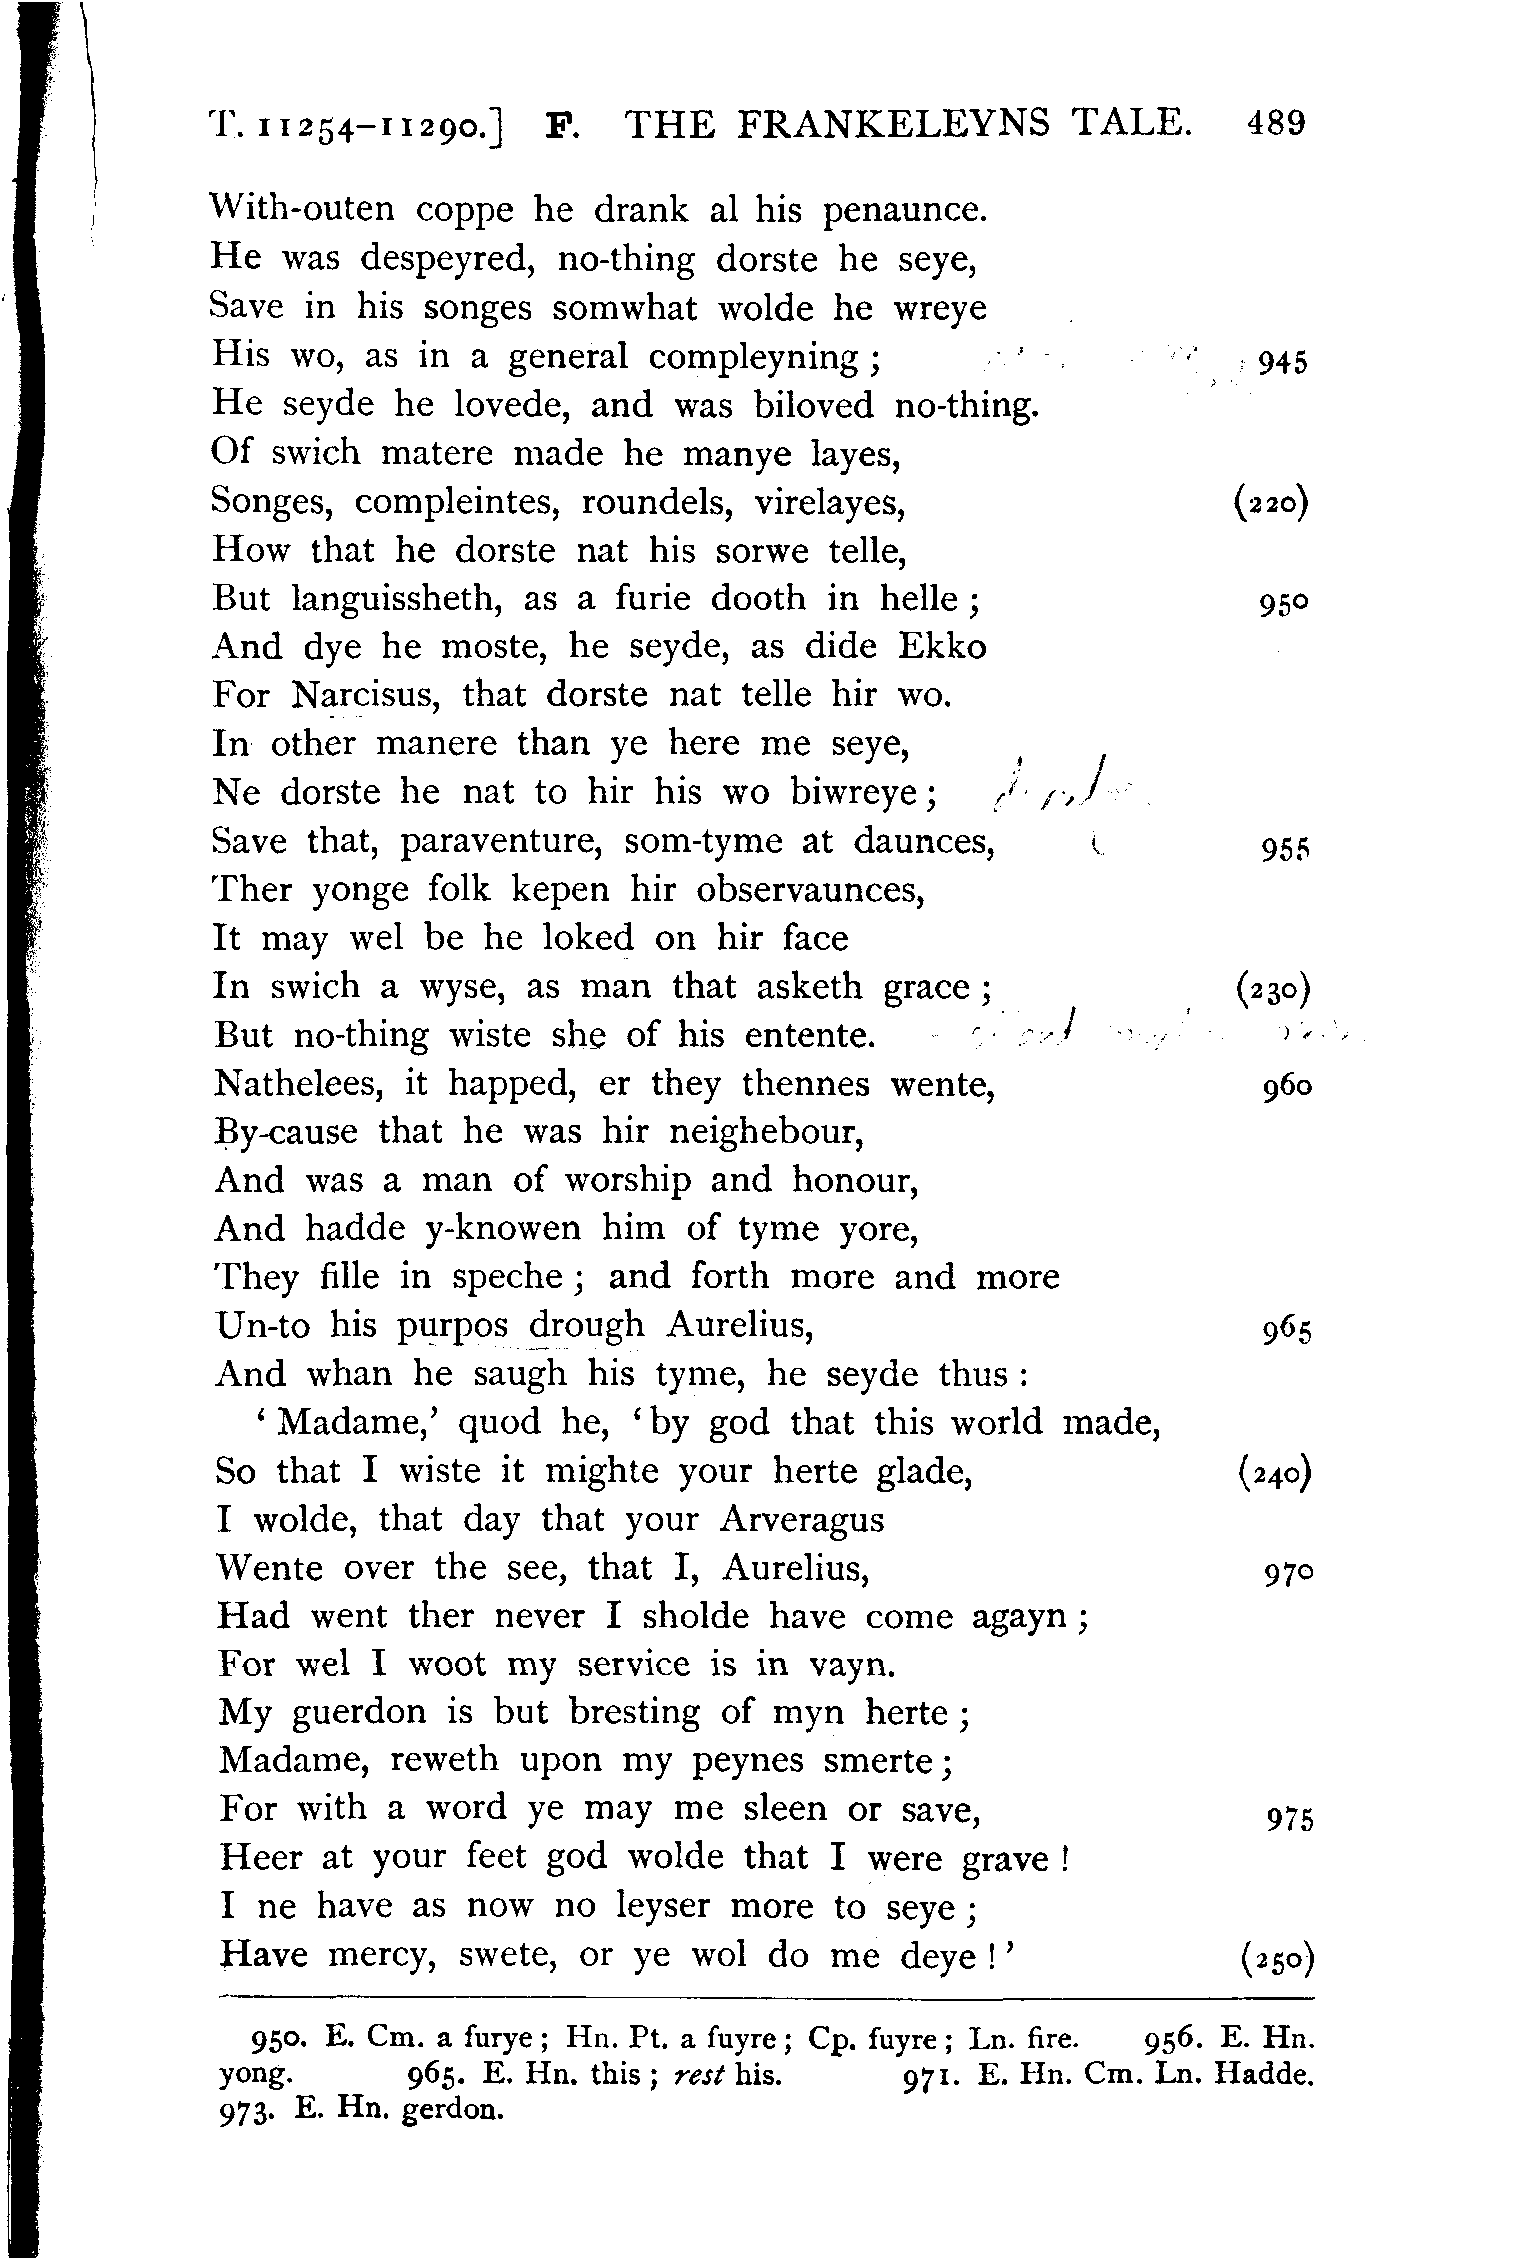 T. 11254–11290.] F. THE FRANKELEYNS TALE. 489
With-outen coppe he drank al his penaunce.
He was despeyred, no-thing dorste he seye,
Save in his songes somwhat wolde he wreye
His wo, as in a general compleyning ; 945
He seyde he lovede, and was biloved no-thing.
Of swich matere made he manye layes,
Songes, compleintes, roundels, virelayes, (220)
How that he dorste nat his sorwe telle,
But languissheth, as a furie dooth in helle ; 950
And dye he moste, he seyde, as dide Ekko
For Narcisus, that dorste nat telle hir wo.
In other manere than ye here me seye,
Ne dorste he nat to hir his wo biwreye ;
Save that, paraventure, som-tyme at daunces, 955
Ther yonge folk kepen hir observaunces,
It may wel be he loked on hir face
In swich a wyse, as man that asketh grace ; (230)
But no-thing wiste she of his entente.
Nathelees, it happed, er they thennes wente, 960
By-cause that he was hir neighebour,
And was a man of worship and honour,
And hadde y-knowen him of tyme yore,
They fille in speche ; and forth more and more
Un-to his purpos drough Aurelius, 965
And whan he saugh his tyme, he seyde thus :
‘ Madame,’ quod he, ‘ by god that this world made,
So that I wiste it mighte your herte glade, (240)
I wolde, that day that your Arveragus
Wente over the see, that I, Aurelius, 970
Had went ther never I sholde have come agayn ;
For wel I woot my service is in vayn.
My guerdon is but bresting of myn herte ;
Madame, reweth upon my peynes smerte ;
For with a word ye may me sleen or save, 975
Heer at your feet god wolde that I were grave !
I ne have as now no leyser more to seye ;
Have mercy, swete, or ye wol do me deye ! ’ (250)
950. E. Cm. a furye ; Hn. Pt. a fuyre ; Cp. fuyre ; Ln. fire. 956. E. Hn.
yong. 965. E. Hn. this ; rest his. 971. E. Hn. Cm. Ln. Hadde.
973. E. Hn. gerdon.